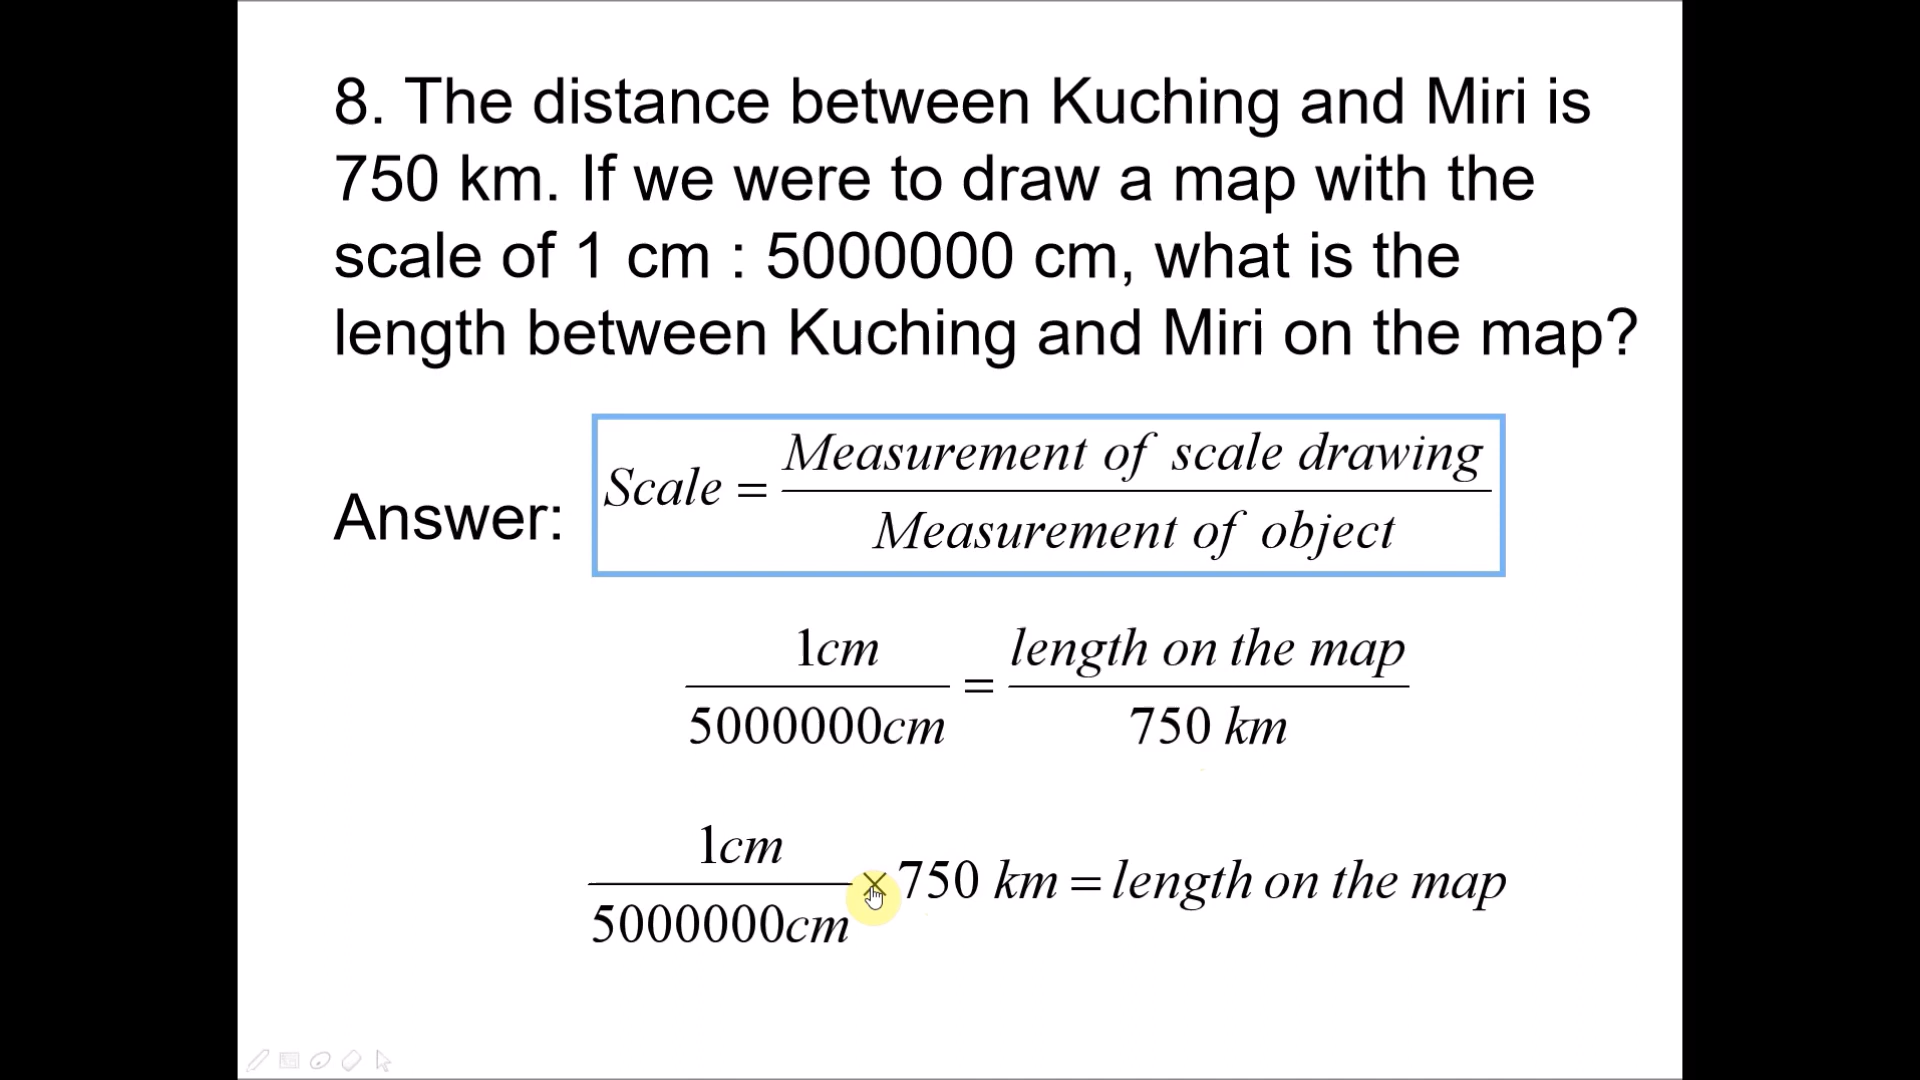 8. The distance between Kuching and Miri is
750 km. If we were to draw a map with the
scale of 1 cm : 5000000 cm, what is the
length between Kuching and Miri on the map?
Answer:
Scale = Measurement of scale drawing / Measurement of object
1cm / 5000000cm = length on the map / 750 km
1cm / 5000000cm × 750 km = length on the map